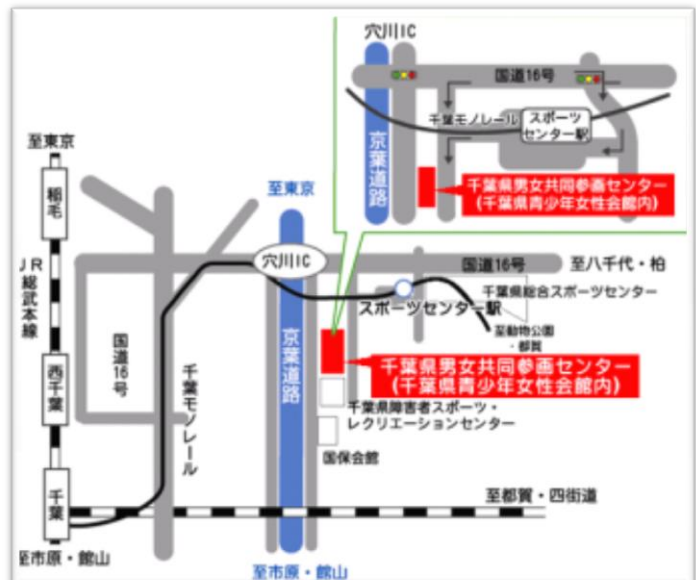 穴川IC
国道16号
千葉モノレール
スポーツ
センター駅
京葉道路
千葉県男女共同参画センター
(千葉県青少年女性会館内)
至東京
稲毛
JR総武本線
西千葉
千葉
至市原・館山
国道16号
千葉モノレール
至東京
穴川IC
京葉道路
国道16号
至八千代・柏
千葉県総合スポーツセンター
スポーツセンター駅
至動物公園
・都賀
千葉県男女共同参画センター
(千葉県青少年女性会館内)
千葉県障害者スポーツ・
レクリエーションセンター
国保会館
至都賀・四街道
至市原・館山